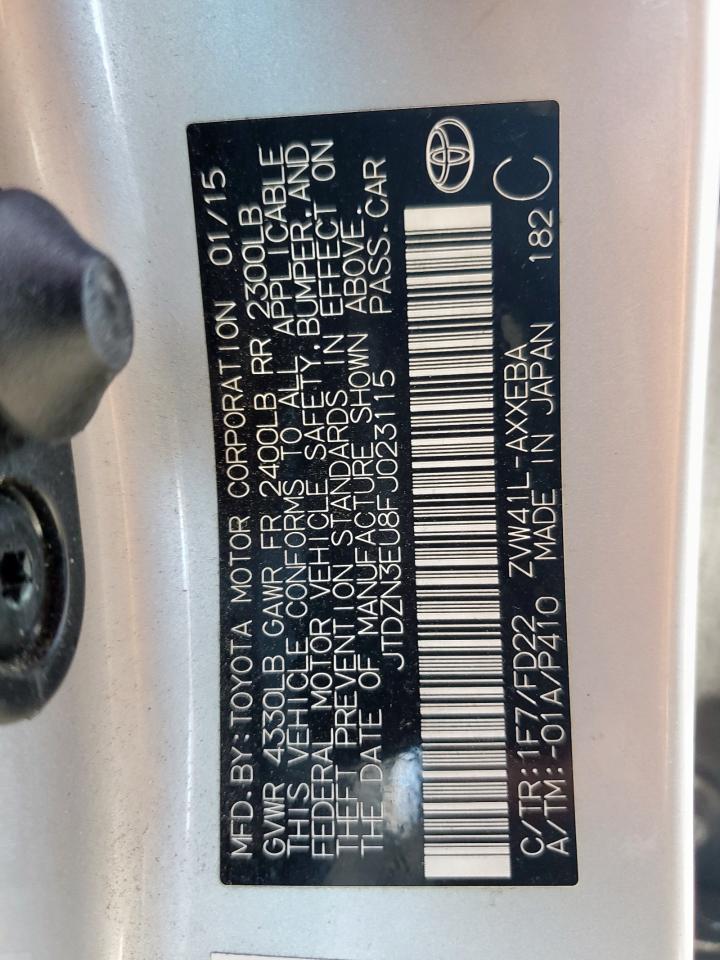 MFD.BY:TOYOTA MOTOR CORPORATION 01/15
GVWR 4330LB GAWR FR 2400LB RR 2300LB
THIS VEHICLE CONFORMS TO ALL APPLICABLE
FEDERAL MOTOR VEHICLE SAFETY,BUMPER,AND
THEFT PREVENTION STANDARDS IN EFFECT ON
THE DATE OF MANUFACTURE SHOWN ABOVE.
JTDZN3EU8FJ023115 PASS.CAR
C/TR:1F7/FD22 ZVW41L-AXXEBA
A/TM:-01A/P410 MADE IN JAPAN 182 C